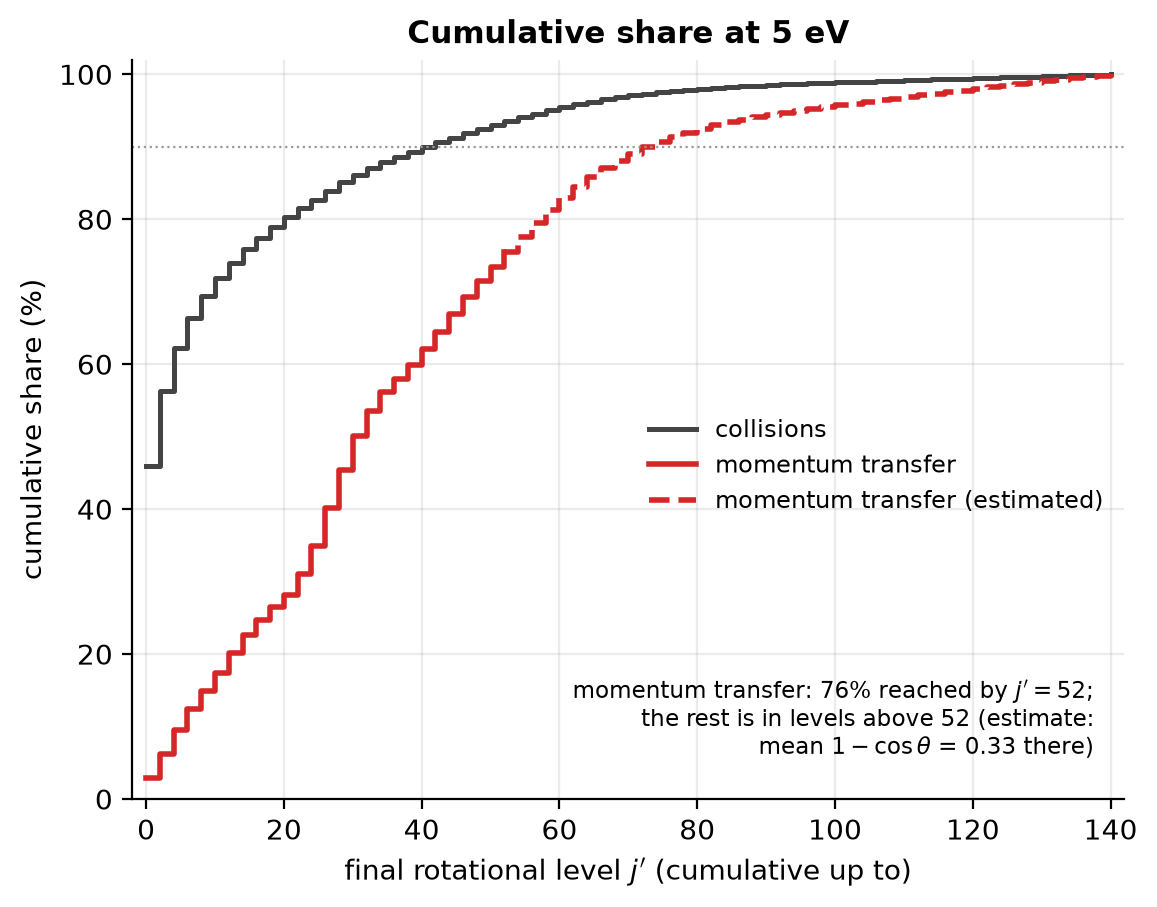 Cumulative share at 5 eV
100
80
60
40
20
0
cumulative share (%)
collisions
momentum transfer
momentum transfer (estimated)
momentum transfer: 76% reached by j′ = 52;
the rest is in levels above 52 (estimate:
mean 1 − cos θ = 0.33 there)
0 20 40 60 80 100 120 140
final rotational level j′ (cumulative up to)